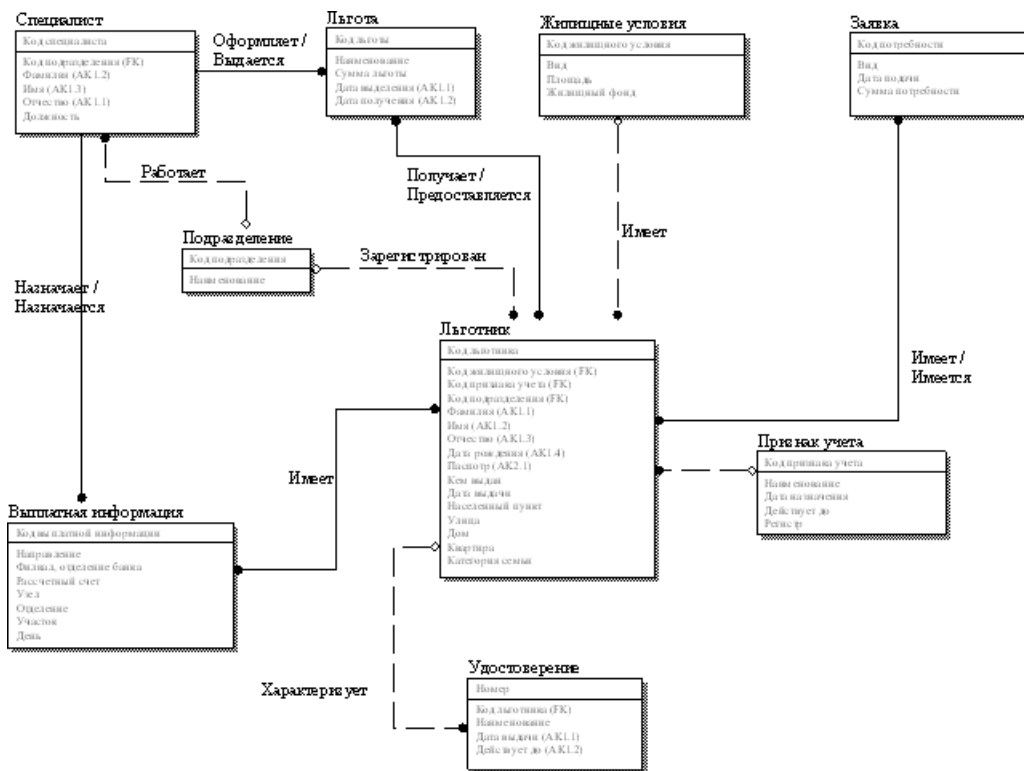 Специалист
Код специалиста
Код подразделения (FK)
Фамилия (AK1.2)
Имя (AK1.3)
Отчество (AK1.1)
Должность
Оформляет /
Выдается
Льгота
Код льготы
Наименование
Сумма льготы
Дата выделения (AK1.1)
Дата получения (AK1.2)
Жилищные условия
Код жилищного условия
Вид
Площадь
Жилищный фонд
Заявка
Код потребности
Вид
Дата подачи
Сумма потребности
Работает
Получает /
Предоставляется
Имеет
Подразделение
Код подразделения
Наименование
Зарегистрирован
Назначает /
Назначается
Льготник
Код льготника
Код жилищного условия (FK)
Код признака учета (FK)
Код подразделения (FK)
Фамилия (AK1.1)
Имя (AK1.2)
Отчество (AK1.3)
Дата рождения (AK1.4)
Паспотр (AK2.1)
Кем выдан
Дата выдачи
Населенный пункт
Улица
Дом
Квартира
Категория семьи
Имеет /
Имеется
Признак учета
Код признака учета
Наименование
Дата назначения
Действует до
Регистр
Имеет
Выплатная информация
Код выплатной информации
Направление
Филиал, отделение банка
Рассчетный счет
Узел
Отделение
Участок
День
Характеризует
Удостоверение
Номер
Код льготника (FK)
Наименование
Дата выдачи (AK1.1)
Действует до (AK1.2)